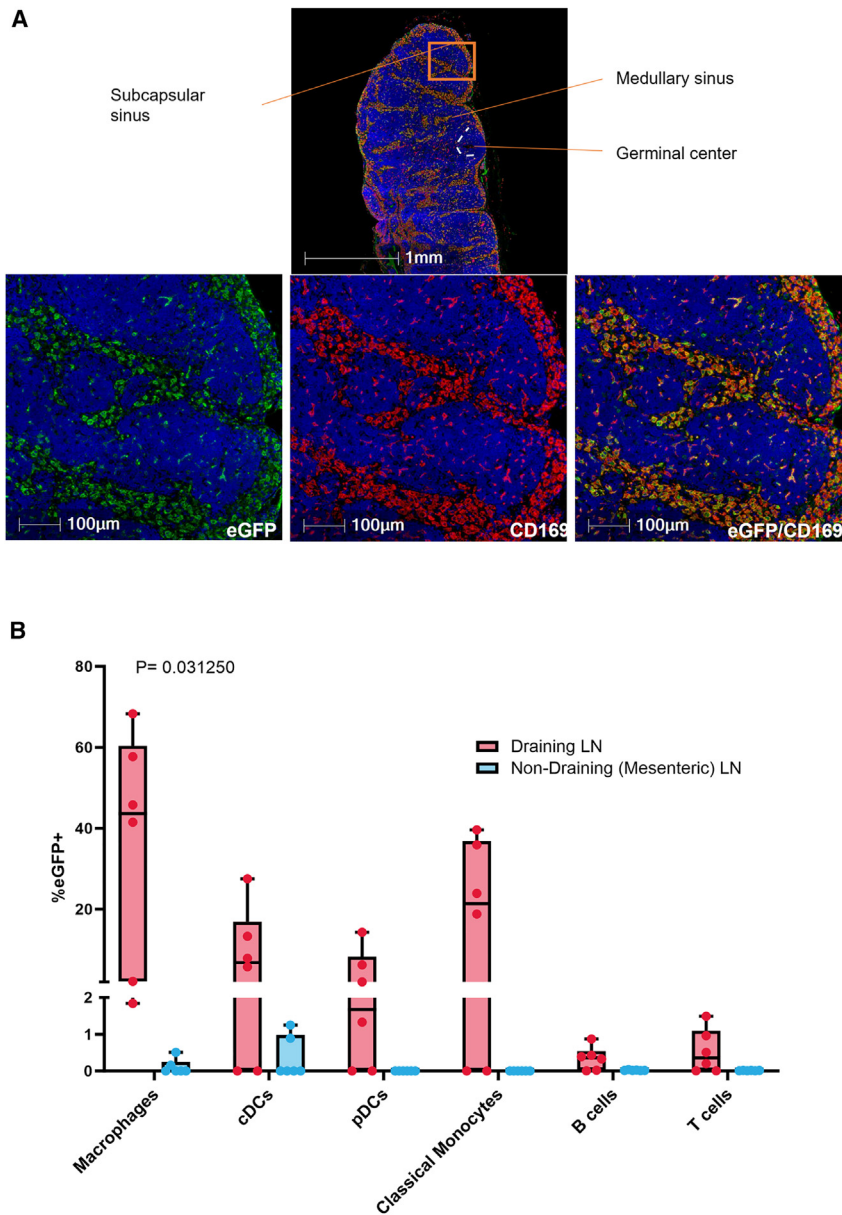 A
Subcapsular
sinus
Medullary sinus
Germinal center
1mm
100µm
eGFP
100µm
CD169
100µm
eGFP/CD169
B
P= 0.031250
80
60
40
20
2
1
0
%eGFP+
Draining LN
Non-Draining (Mesenteric) LN
Macrophages
cDCs
pDCs
Classical Monocytes
B cells
T cells